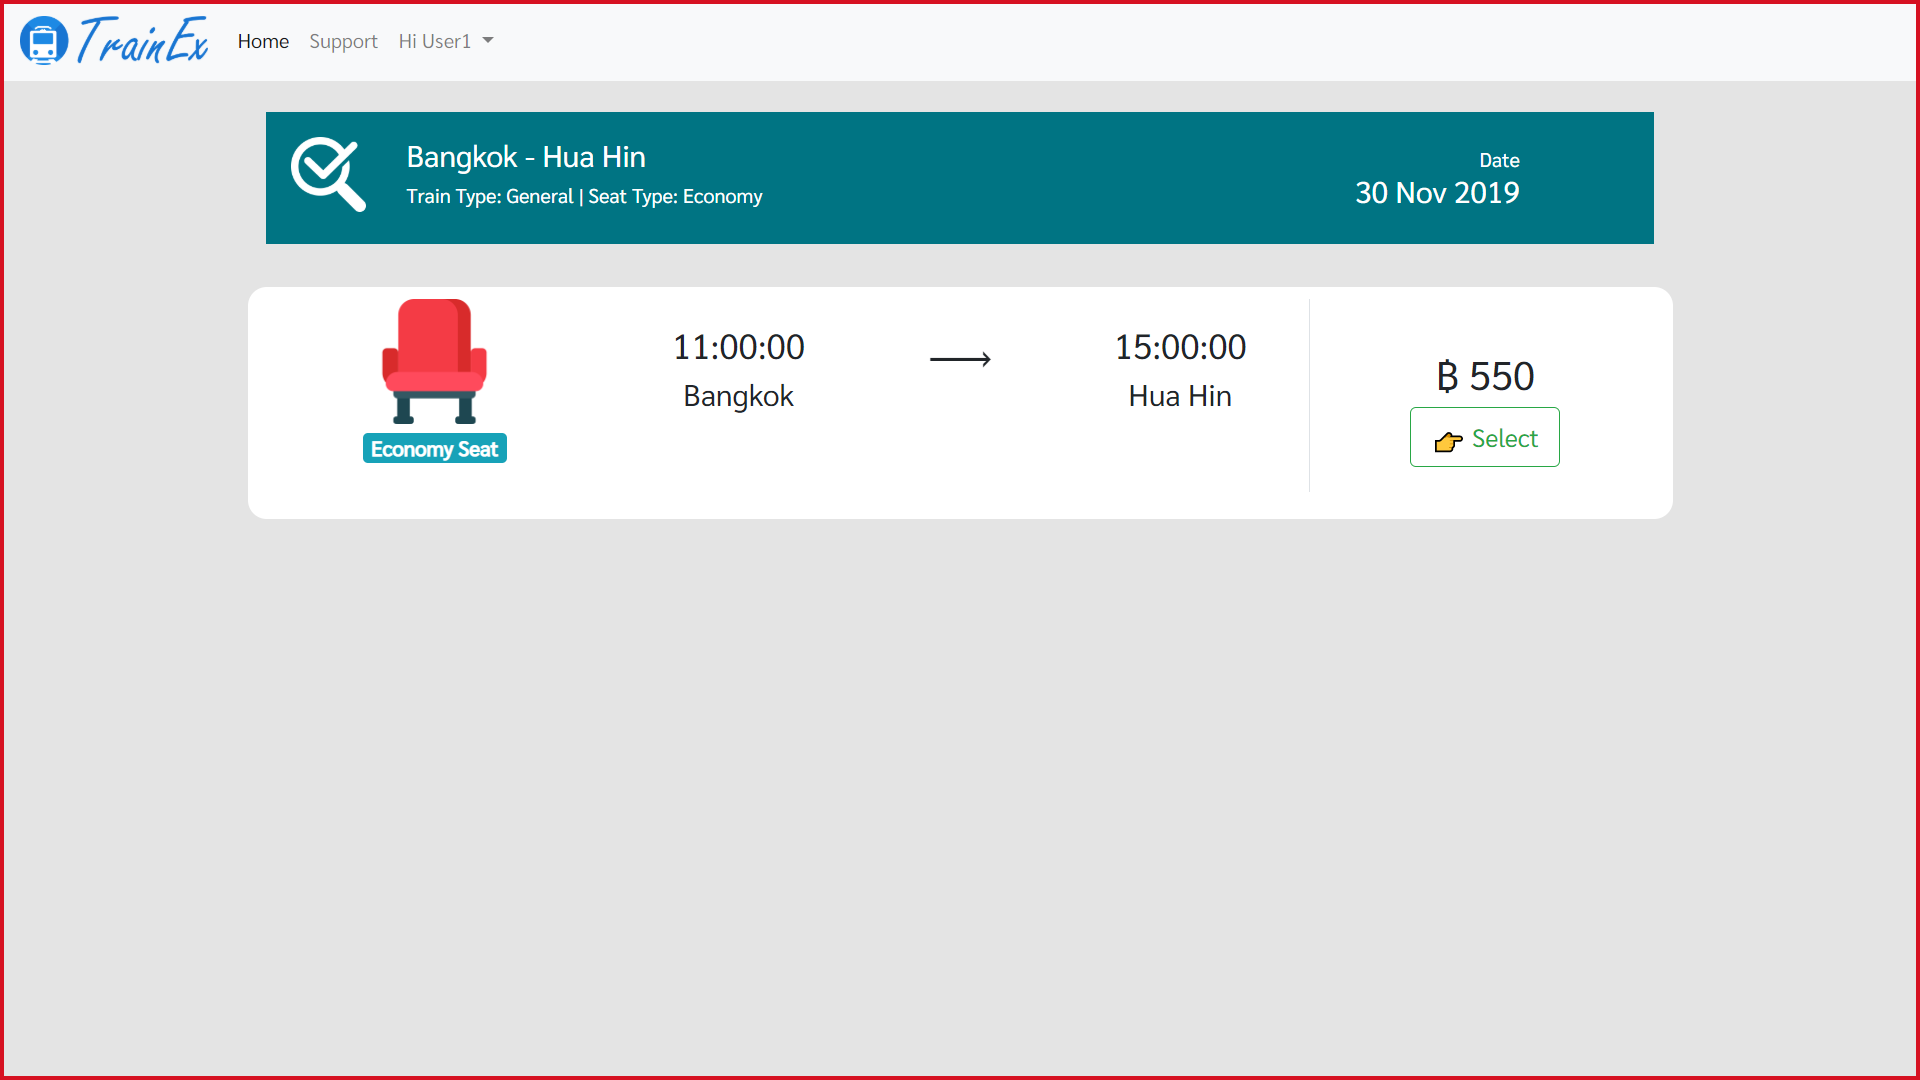 TrainEx Home Support Hi User1
Bangkok - Hua Hin
Train Type: General | Seat Type: Economy
Date
30 Nov 2019
Economy Seat
11:00:00
Bangkok
15:00:00
Hua Hin
฿ 550
Select